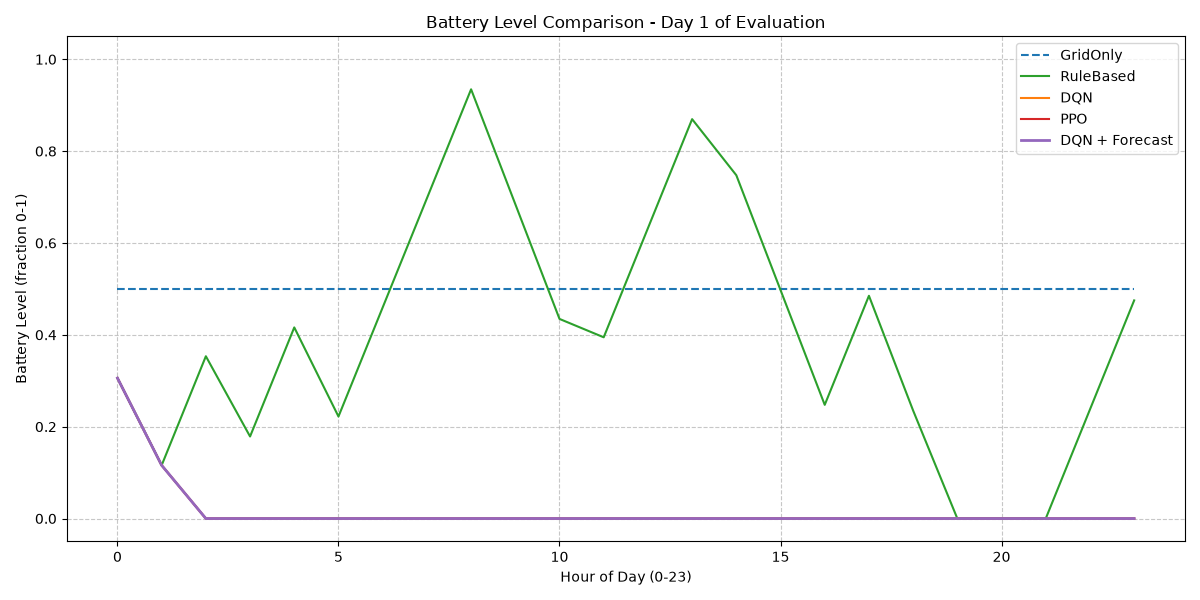 Battery Level Comparison - Day 1 of Evaluation
GridOnly
RuleBased
DQN
PPO
DQN + Forecast
Battery Level (fraction 0-1)
1.0
0.8
0.6
0.4
0.2
0.0
0 5 10 15 20
Hour of Day (0-23)